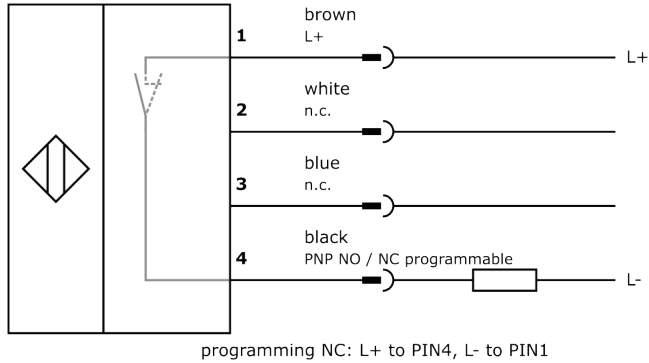 brown
1
L+
L+
white
2
n.c.
blue
3
n.c.
black
4
PNP NO / NC programmable
L-
programming NC: L+ to PIN4, L- to PIN1